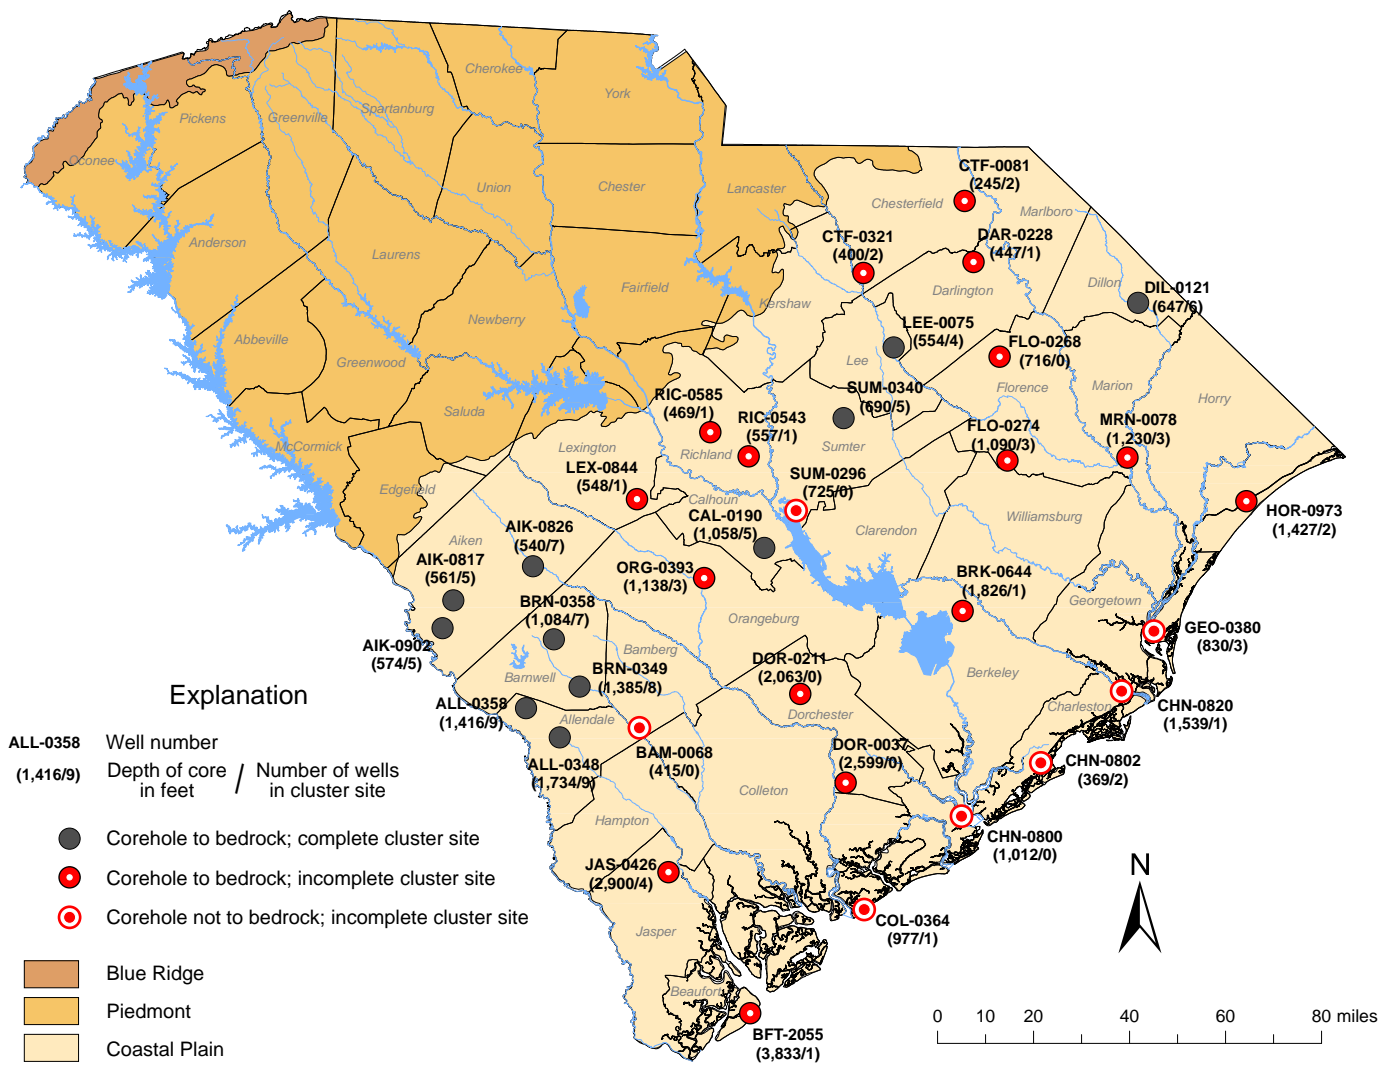 Cherokee
York
Spartanburg
Greenville
Pickens
Oconee
Union
Chester
Lancaster
CTF-0081
(245/2)
Chesterfield
Marlboro
Anderson
Laurens
CTF-0321
(400/2)
DAR-0228
(447/1)
Fairfield
Kershaw
Darlington
Dillon
DIL-0121
(647/6)
Newberry
Abbeville
Greenwood
LEE-0075
(554/4)
Lee
FLO-0268
(716/0)
Saluda
RIC-0585
(469/1)
RIC-0543
(557/1)
SUM-0340
(690/5)
Florence
Marion
Horry
McCormick
Lexington
Richland
Sumter
FLO-0274
(1,090/3)
MRN-0078
(1,230/3)
LEX-0844
(548/1)
SUM-0296
(725/0)
Edgefield
Calhoun
CAL-0190
(1,058/5)
Clarendon
Williamsburg
HOR-0973
(1,427/2)
Aiken
AIK-0826
(540/7)
AIK-0817
(561/5)
ORG-0393
(1,138/3)
BRK-0644
(1,826/1)
Georgetown
BRN-0358
(1,084/7)
Orangeburg
GEO-0380
(830/3)
AIK-0902
(574/5)
Bamberg
Barnwell
BRN-0349
(1,385/8)
DOR-0211
(2,063/0)
Berkeley
Dorchester
Charleston
CHN-0820
(1,539/1)
ALL-0358
(1,416/9)
Allendale
BAM-0068
(415/0)
DOR-0037
(2,599/0)
CHN-0802
(369/2)
ALL-0348
(1,734/9)
Colleton
Hampton
CHN-0800
(1,012/0)
JAS-0426
(2,900/4)
COL-0364
(977/1)
Jasper
Beaufort
BFT-2055
(3,833/1)
Explanation
ALL-0358 Well number
(1,416/9) Depth of core in feet / Number of wells in cluster site
Corehole to bedrock; complete cluster site
Corehole to bedrock; incomplete cluster site
Corehole not to bedrock; incomplete cluster site
Blue Ridge
Piedmont
Coastal Plain
N
0 10 20 40 60 80 miles